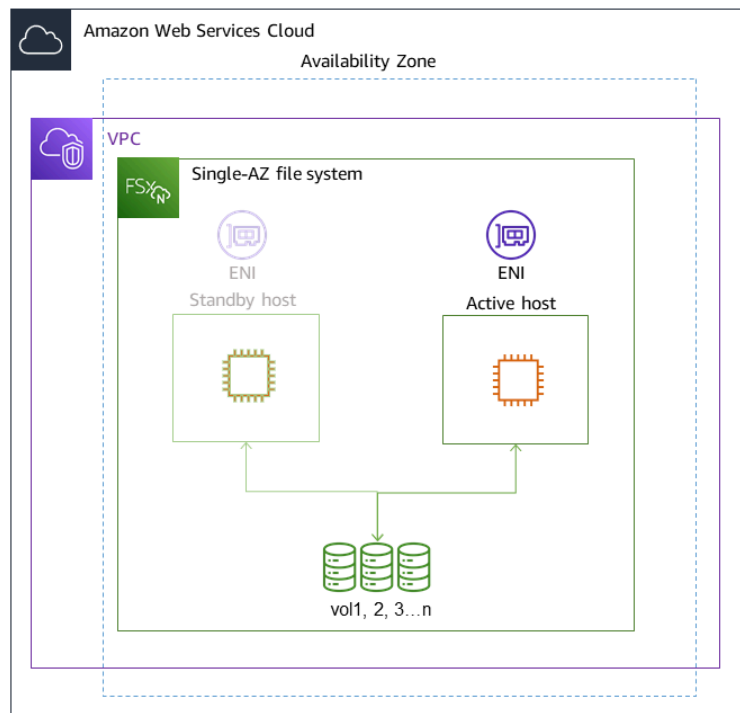 Amazon Web Services Cloud
Availability Zone
VPC
FSx N
Single-AZ file system
ENI
Standby host
ENI
Active host
vol1, 2, 3...n